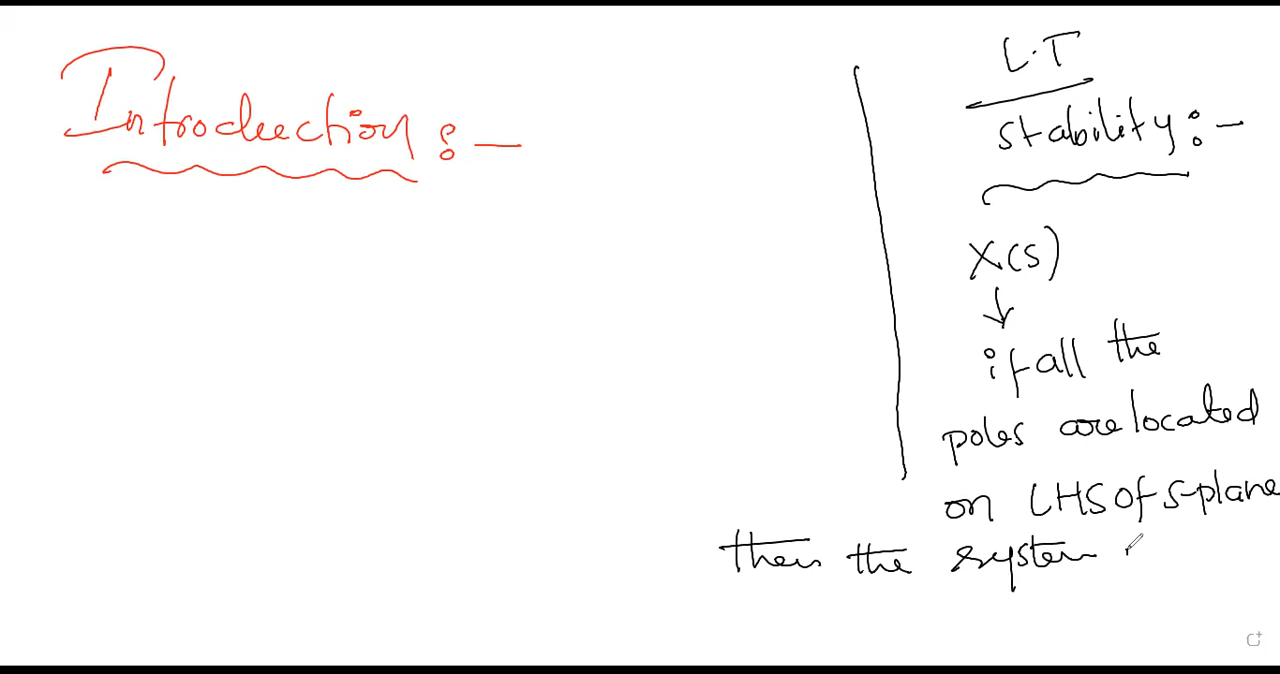 Introduction :-
L.T
stability :-
X(s)
↓
if all the
poles are located
on LHS of s-plane
then the system